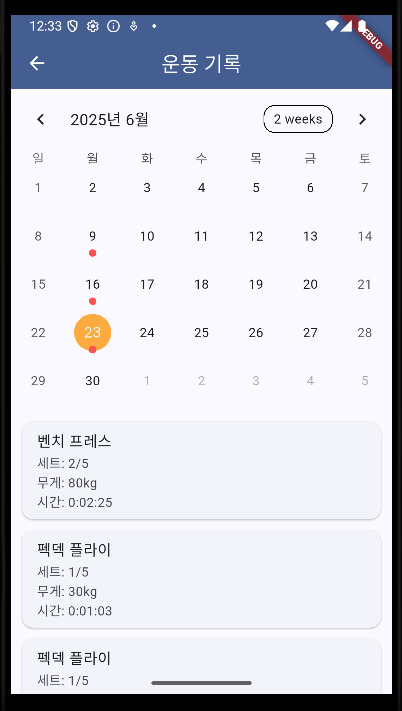 12:33
DEBUG
운동 기록
2025년 6월
2 weeks
일 월 화 수 목 금 토
1 2 3 4 5 6 7
8 9 10 11 12 13 14
15 16 17 18 19 20 21
22 23 24 25 26 27 28
29 30 1 2 3 4 5
벤치 프레스
세트: 2/5
무게: 80kg
시간: 0:02:25
펙덱 플라이
세트: 1/5
무게: 30kg
시간: 0:01:03
펙덱 플라이
세트: 1/5